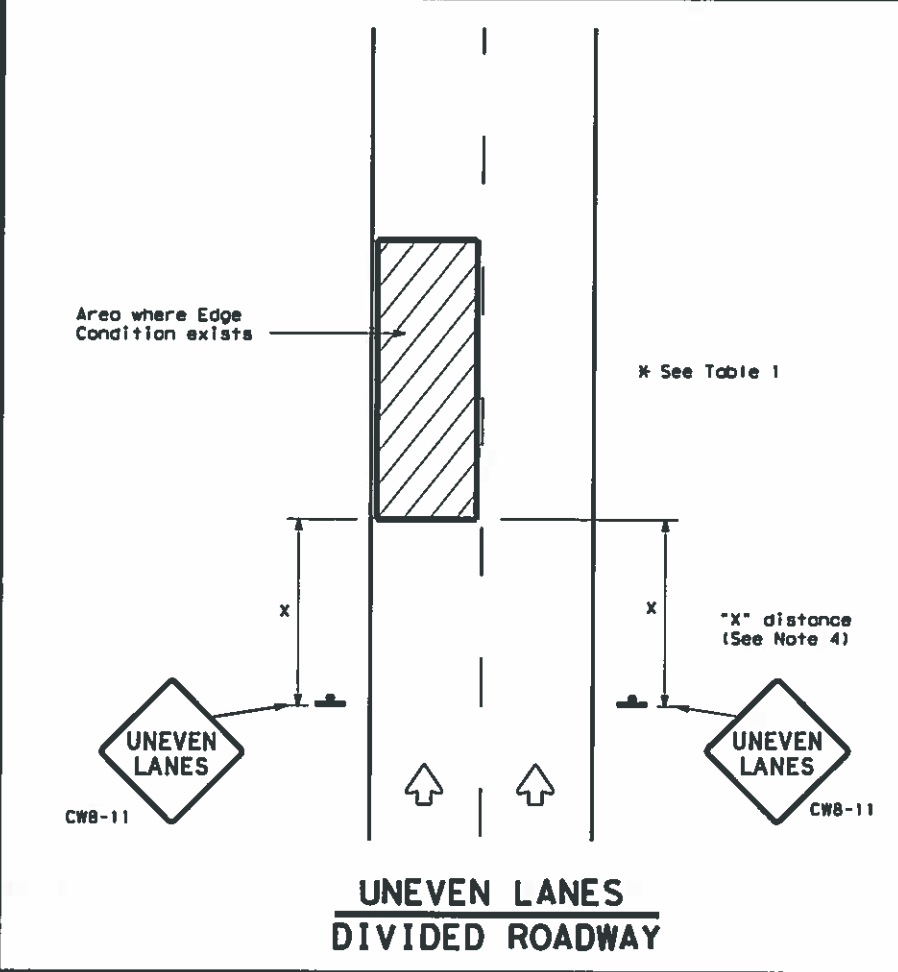 Area where Edge
Condition exists
* See Table 1
X
X
"X" distance
(See Note 4)
UNEVEN
LANES
CW8-11
UNEVEN
LANES
CW8-11
UNEVEN LANES
DIVIDED ROADWAY